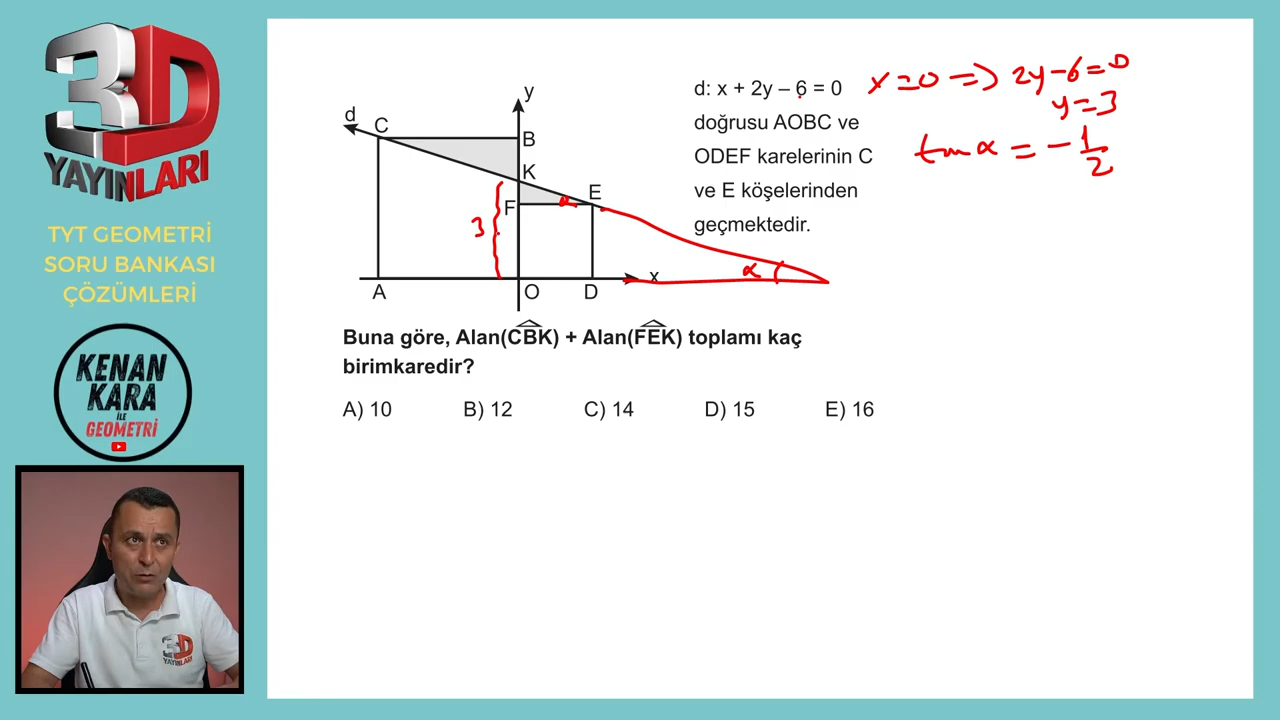 3D
YAYINLARI
TYT GEOMETRİ
SORU BANKASI
ÇÖZÜMLERİ
KENAN
KARA
İLE
GEOMETRİ
3D
YAYINLARI
d
C
y
B
K
F
E
A
O
D
x
3
α
α
d: x + 2y – 6 = 0
doğrusu AOBC ve
ODEF karelerinin C
ve E köşelerinden
geçmektedir.
x=0 => 2y-6=0
y=3
tan α = -1/2
Buna göre, Alan(CBK) + Alan(FEK) toplamı kaç
birimkaredir?
A) 10 B) 12 C) 14 D) 15 E) 16